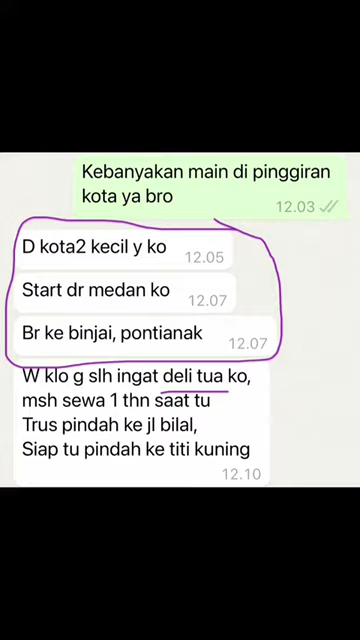 Kebanyakan main di pinggiran
kota ya bro
12.03
D kota2 kecil y ko
12.05
Start dr medan ko
12.07
Br ke binjai, pontianak
12.07
W klo g slh ingat deli tua ko,
msh sewa 1 thn saat tu
Trus pindah ke jl bilal,
Siap tu pindah ke titi kuning
12.10